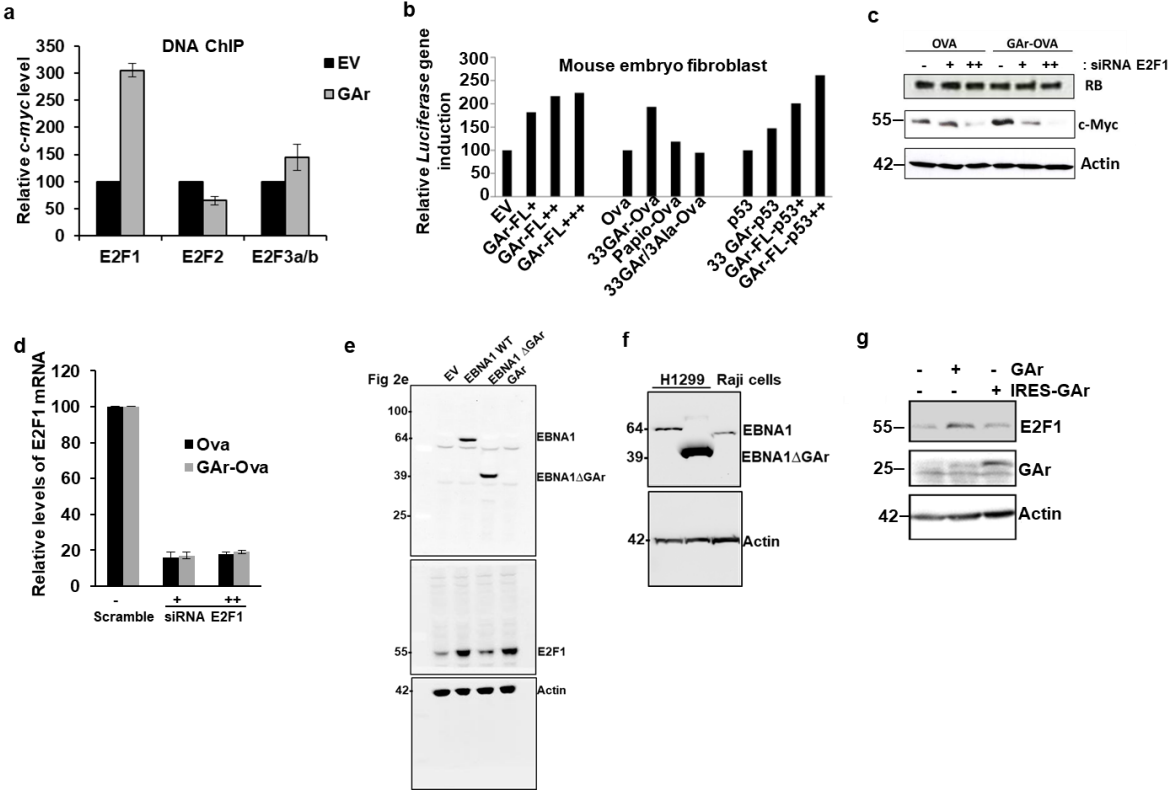 a
DNA ChIP
Relative c-myc level
350
300
250
200
150
100
50
0
EV
GAr
E2F1 E2F2 E2F3a/b
b
Mouse embryo fibroblast
Relative Luciferase gene
induction
300
250
200
150
100
50
0
EV
GAr-FL+
GAr-FL++
GAr-FL+++
Ova
33GAr-Ova
Papio-Ova
33GAr/3Ala-Ova
p53
33 GAr-p53
GAr-FL-p53+
GAr-FL-p53++
c
OVA GAr-OVA
- + ++ - + ++ : siRNA E2F1
RB
55 c-Myc
42 Actin
d
Relative levels of E2F1 mRNA
120
100
80
60
40
20
0
Ova
GAr-Ova
- + ++
Scramble siRNA E2F1
e
Fig 2e
EV
EBNA1 WT
EBNA1 ΔGAr
GAr
100
64 EBNA1
39 EBNA1ΔGAr
25
55 E2F1
42 Actin
f
H1299 Raji cells
64 EBNA1
39 EBNA1ΔGAr
42 Actin
g
- + - GAr
- - + IRES-GAr
55 E2F1
25 GAr
42 Actin